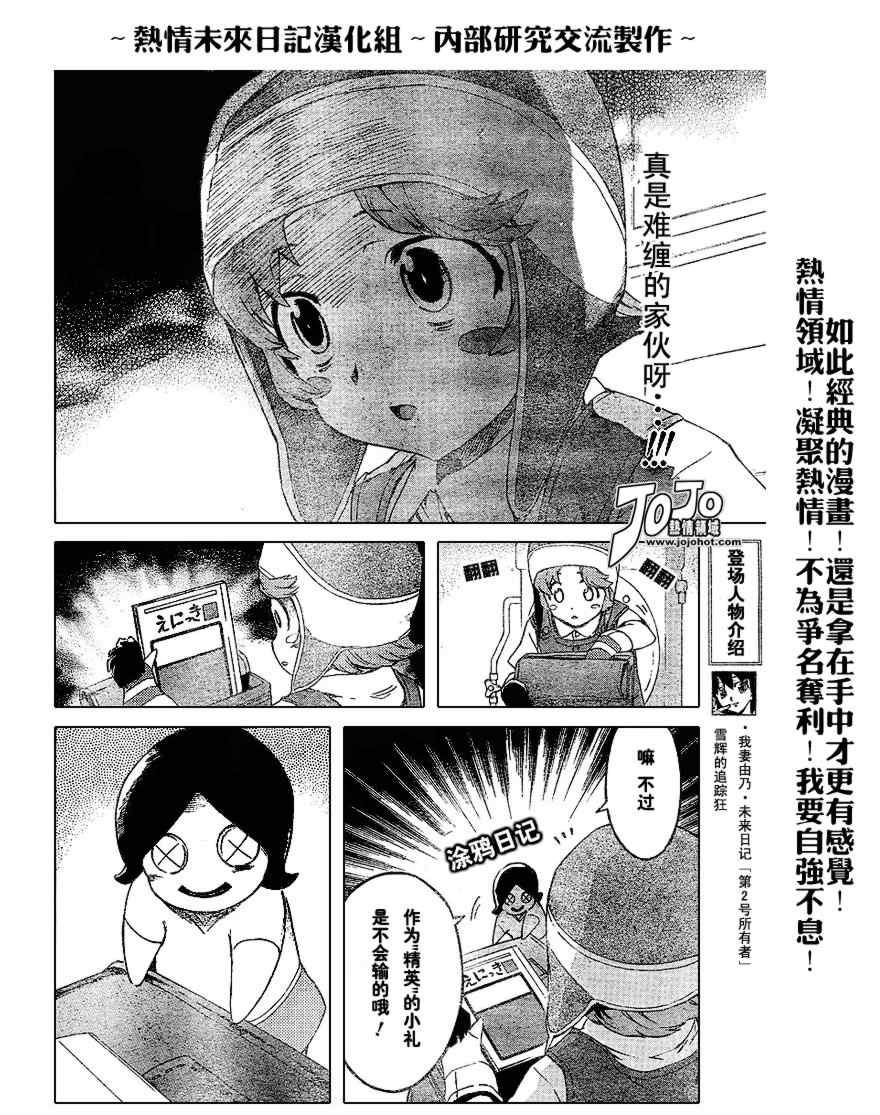 ~熱情未來日記漢化組~內部研究交流製作~
真是难缠的家伙呀…!!!
JOJO
熱情領域
www.jojohot.com
翻翻
翻翻
えにっき
登场人物介绍
·我妻由乃·未来日记「第2号所有者」
雪辉的追踪狂
嘛 不过
涂鸦日记
作为"精英"的小礼
是不会输的哦！
えにっき
如此經典的漫畫！還是拿在手中才更有感覺！
熱情領域！凝聚熱情！不為爭名奪利！我要自強不息！